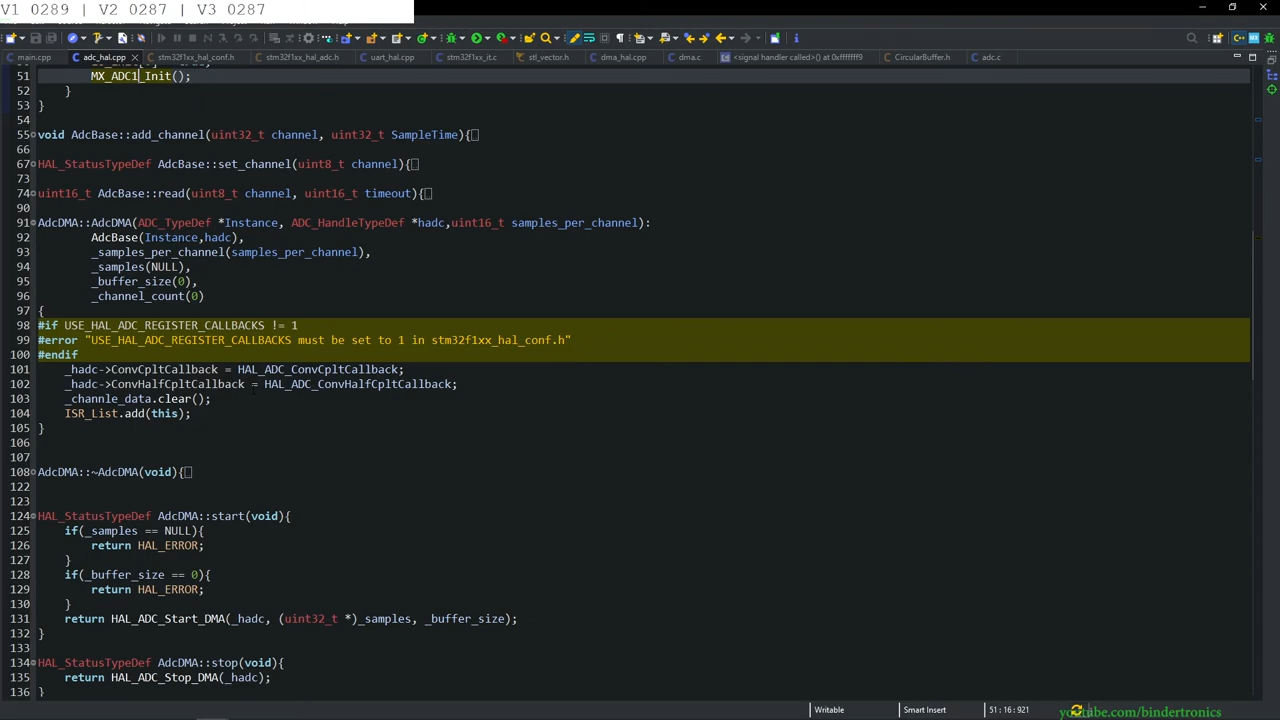 V1 0289 | V2 0287 | V3 0287
main.cpp adc_hal.cpp stm32f1xx_hal_conf.h stm32f1xx_hal_adc.h uart_hal.cpp stm32f1xx_it.c stl_vector.h dma_hal.cpp dma.c <signal handler called>() at 0xfffffff9 CircularBuffer.h adc.c
51 MX_ADC1_Init();
52 }
53 }
54
55 void AdcBase::add_channel(uint32_t channel, uint32_t SampleTime){
66
67 HAL_StatusTypeDef AdcBase::set_channel(uint8_t channel){
73
74 uint16_t AdcBase::read(uint8_t channel, uint16_t timeout){
90
91 AdcDMA::AdcDMA(ADC_TypeDef *Instance, ADC_HandleTypeDef *hadc,uint16_t samples_per_channel):
92 AdcBase(Instance,hadc),
93 _samples_per_channel(samples_per_channel),
94 _samples(NULL),
95 _buffer_size(0),
96 _channel_count(0)
97 {
98 #if USE_HAL_ADC_REGISTER_CALLBACKS != 1
99 #error "USE_HAL_ADC_REGISTER_CALLBACKS must be set to 1 in stm32f1xx_hal_conf.h"
100 #endif
101 _hadc->ConvCpltCallback = HAL_ADC_ConvCpltCallback;
102 _hadc->ConvHalfCpltCallback = HAL_ADC_ConvHalfCpltCallback;
103 _channle_data.clear();
104 ISR_List.add(this);
105 }
106
107
108 AdcDMA::~AdcDMA(void){
122
123
124 HAL_StatusTypeDef AdcDMA::start(void){
125 if(_samples == NULL){
126 return HAL_ERROR;
127 }
128 if(_buffer_size == 0){
129 return HAL_ERROR;
130 }
131 return HAL_ADC_Start_DMA(_hadc, (uint32_t *)_samples, _buffer_size);
132 }
133
134 HAL_StatusTypeDef AdcDMA::stop(void){
135 return HAL_ADC_Stop_DMA(_hadc);
136 }
Writable Smart Insert 51 : 16 : 921
youtube.com/bindertronics